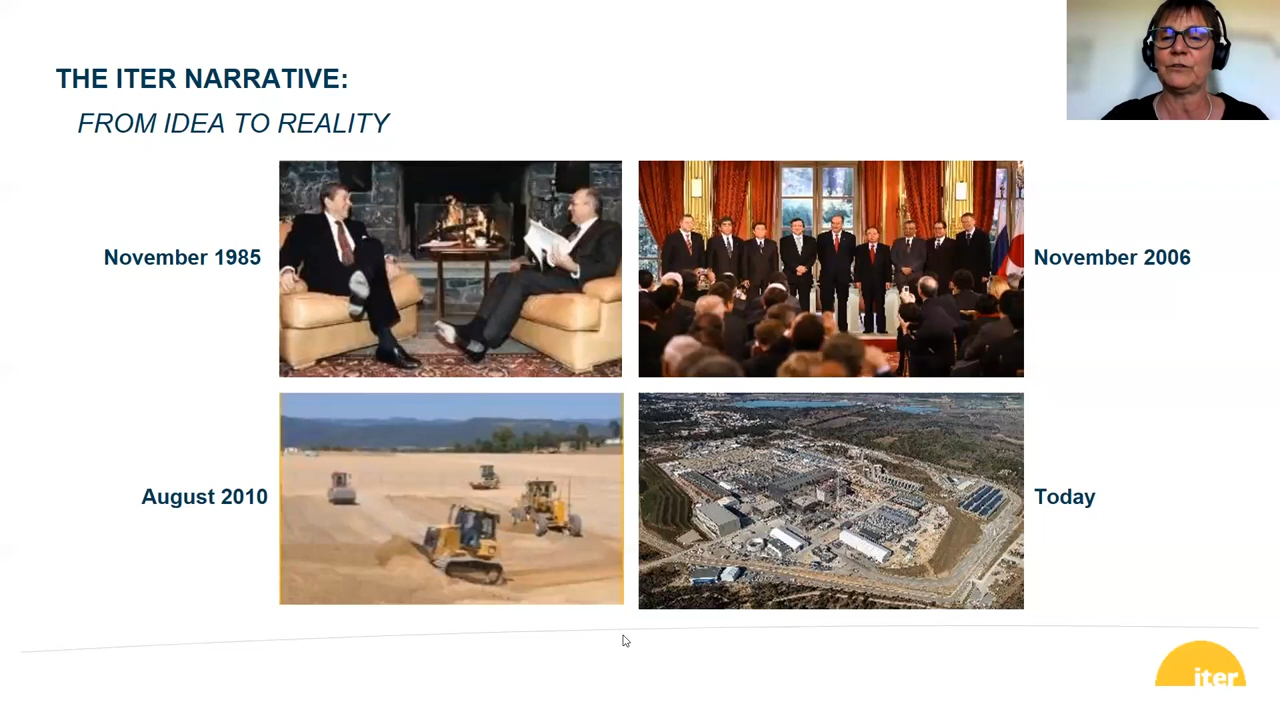 THE ITER NARRATIVE:
FROM IDEA TO REALITY
November 1985
November 2006
August 2010
Today
iter